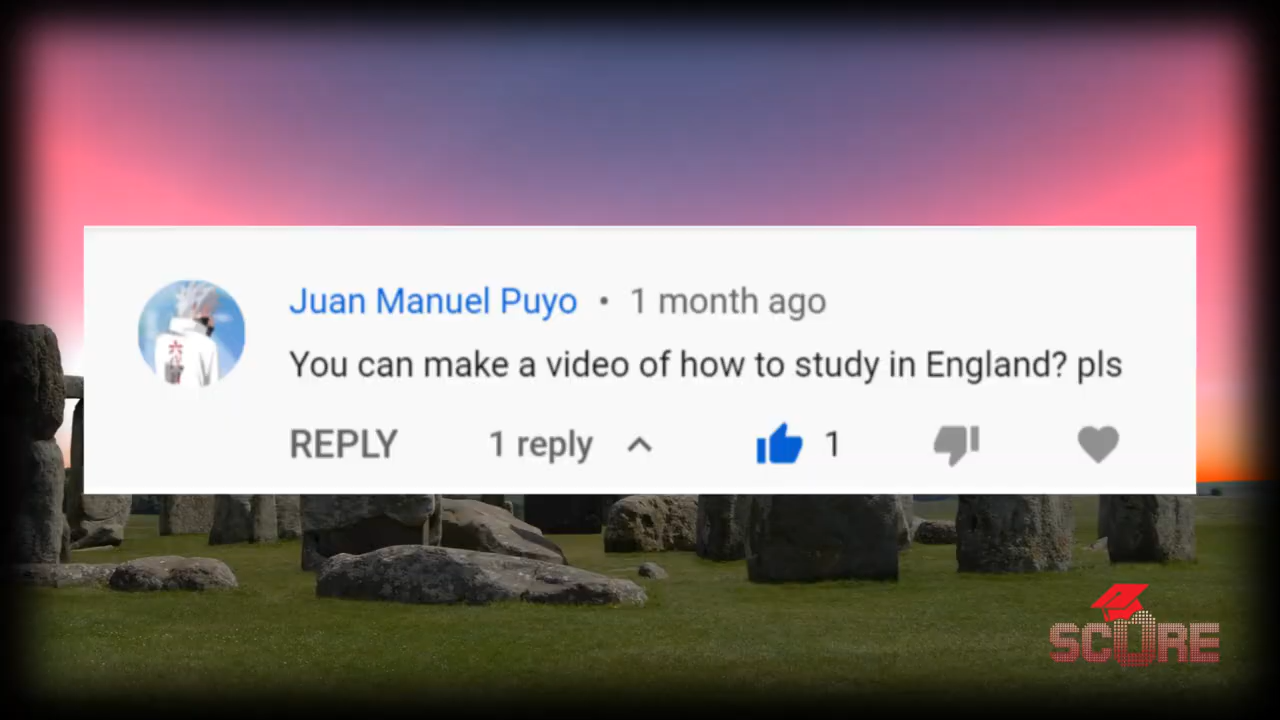 Juan Manuel Puyo • 1 month ago
You can make a video of how to study in England? pls
REPLY 1 reply 1
SCURE